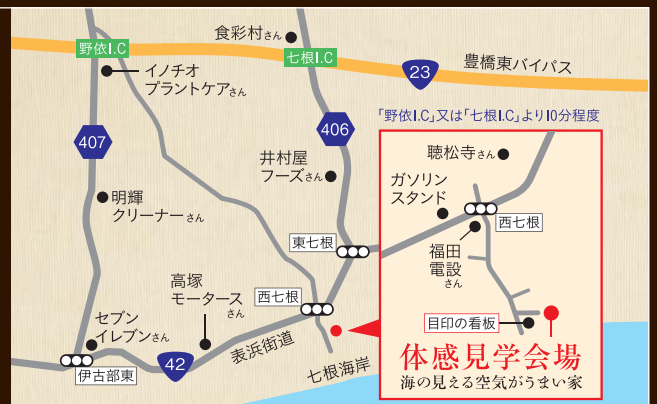 野依I.C
食彩村さん
七根I.C
イノチオ
プラントケアさん
23
豊橋東バイパス
「野依I.C」又は「七根I.C」より10分程度
407
406
井村屋
フーズさん
明輝
クリーナーさん
東七根
高塚
モータースさん
西七根
セブン
イレブンさん
伊古部東
42
表浜街道
七根海岸
聴松寺さん
ガソリン
スタンド
西七根
福田
電設
さん
目印の看板
体感見学会場
海の見える空気がうまい家